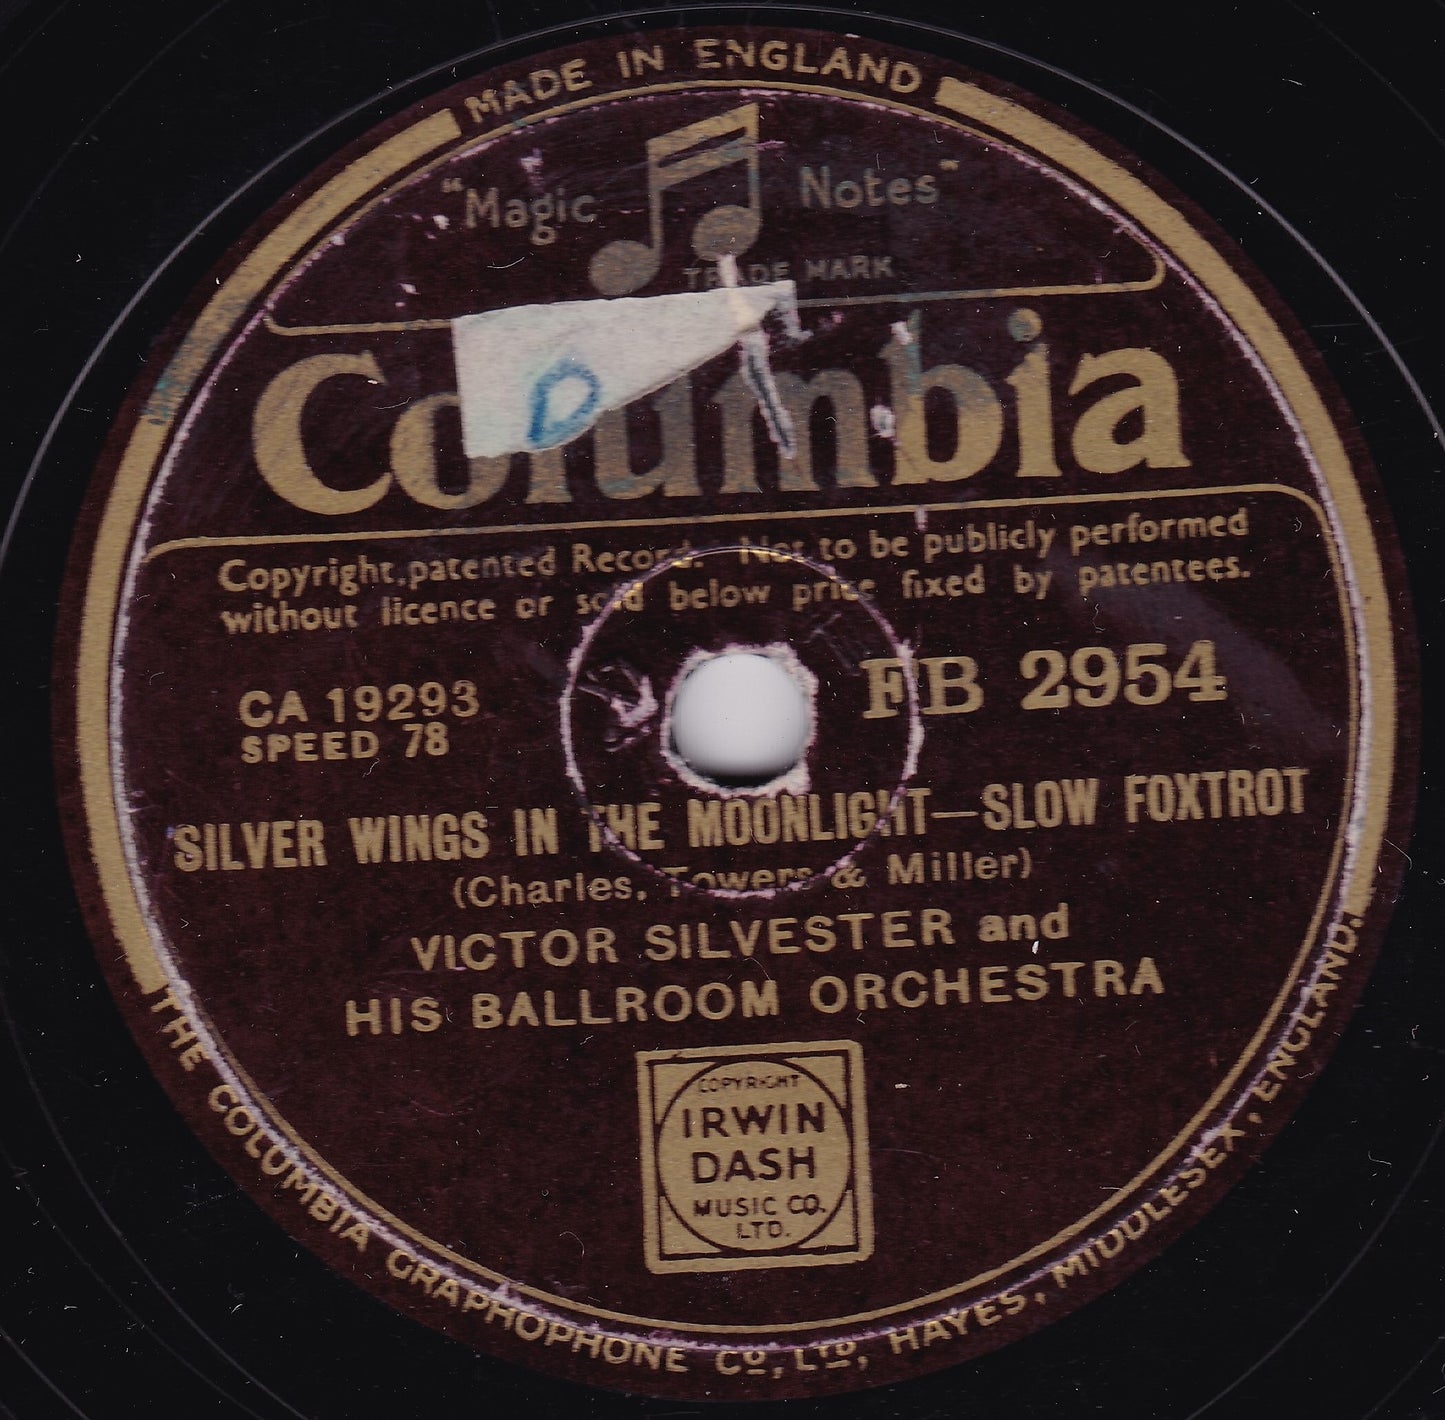 MADE IN ENGLAND
"Magic Notes"
TRADE MARK
Columbia
D
Copyright, patented Record. Not to be publicly performed
without licence or sold below price fixed by patentees.
CA 19293
SPEED 78
FB 2954
SILVER WINGS IN THE MOONLIGHT—SLOW FOXTROT
(Charles, Towers & Miller)
VICTOR SILVESTER and
HIS BALLROOM ORCHESTRA
COPYRIGHT
IRWIN
DASH
MUSIC CO.
LTD.
THE COLUMBIA GRAPHOPHONE CO, LTD, HAYES, MIDDLESEX, ENGLAND.